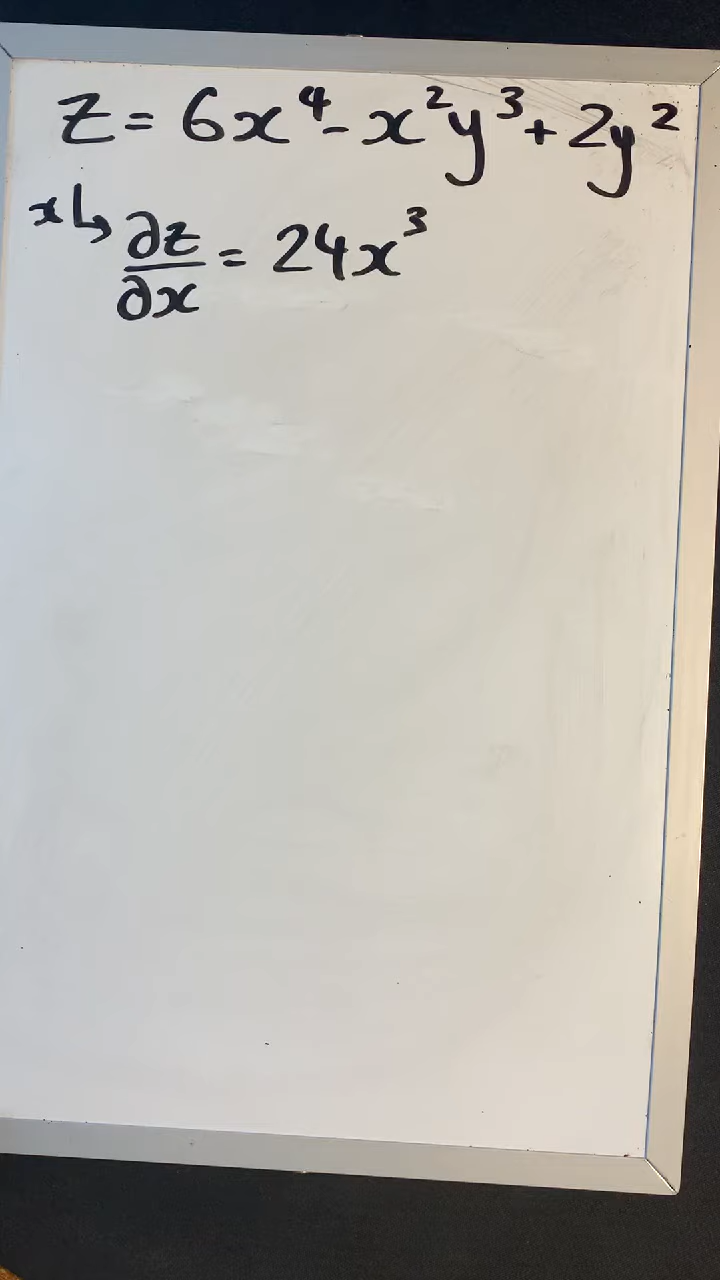 z = 6x⁴ - x²y³ + 2y²
x ↳ ∂z/∂x = 24x³